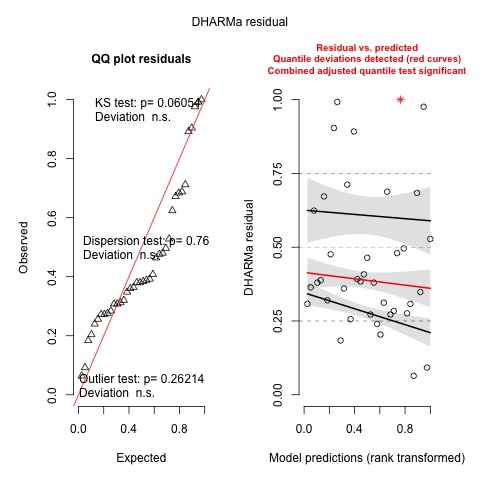 DHARMa residual
QQ plot residuals
KS test: p= 0.06054
Deviation n.s.
Dispersion test: p= 0.76
Deviation n.s.
Outlier test: p= 0.26214
Deviation n.s.
Observed
0.0
0.2
0.4
0.6
0.8
1.0
0.0
0.4
0.8
Expected
Residual vs. predicted
Quantile deviations detected (red curves)
Combined adjusted quantile test significant
DHARMa residual
0.00
0.25
0.50
0.75
1.00
0.0
0.4
0.8
Model predictions (rank transformed)